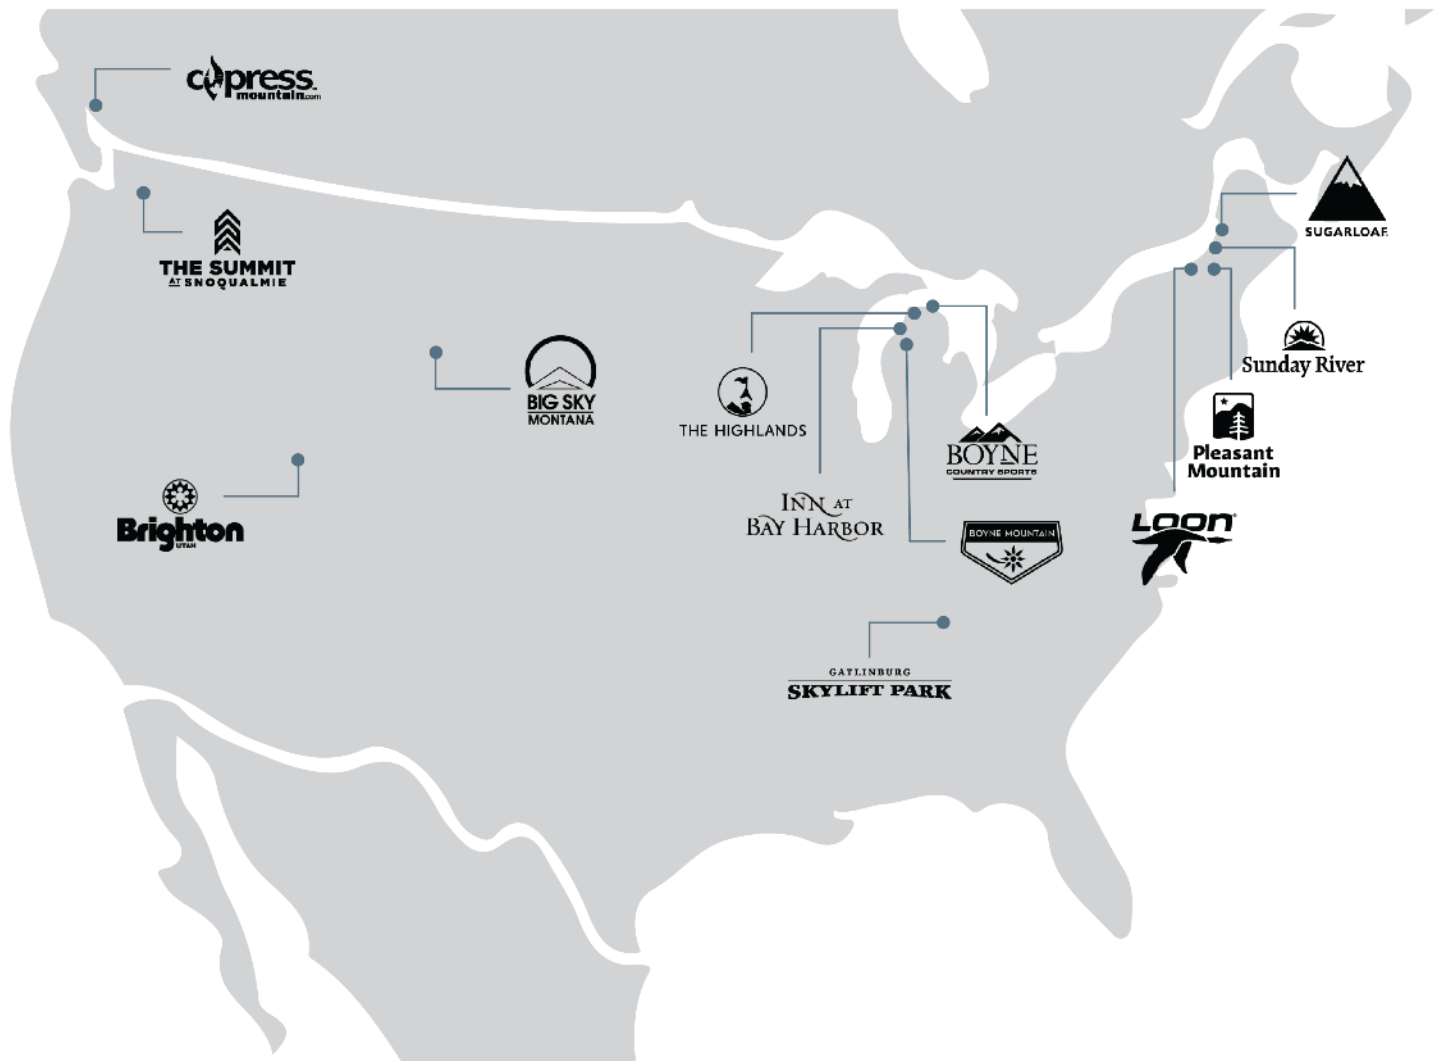 cypress
mountain.com
THE SUMMIT
AT SNOQUALMIE
BIG SKY
MONTANA
Brighton
UTAH
THE HIGHLANDS
INN AT
BAY HARBOR
BOYNE
COUNTRY SPORTS
BOYNE MOUNTAIN
GATLINBURG
SKYLIFT PARK
SUGARLOAF
Sunday River
Pleasant
Mountain
LOON